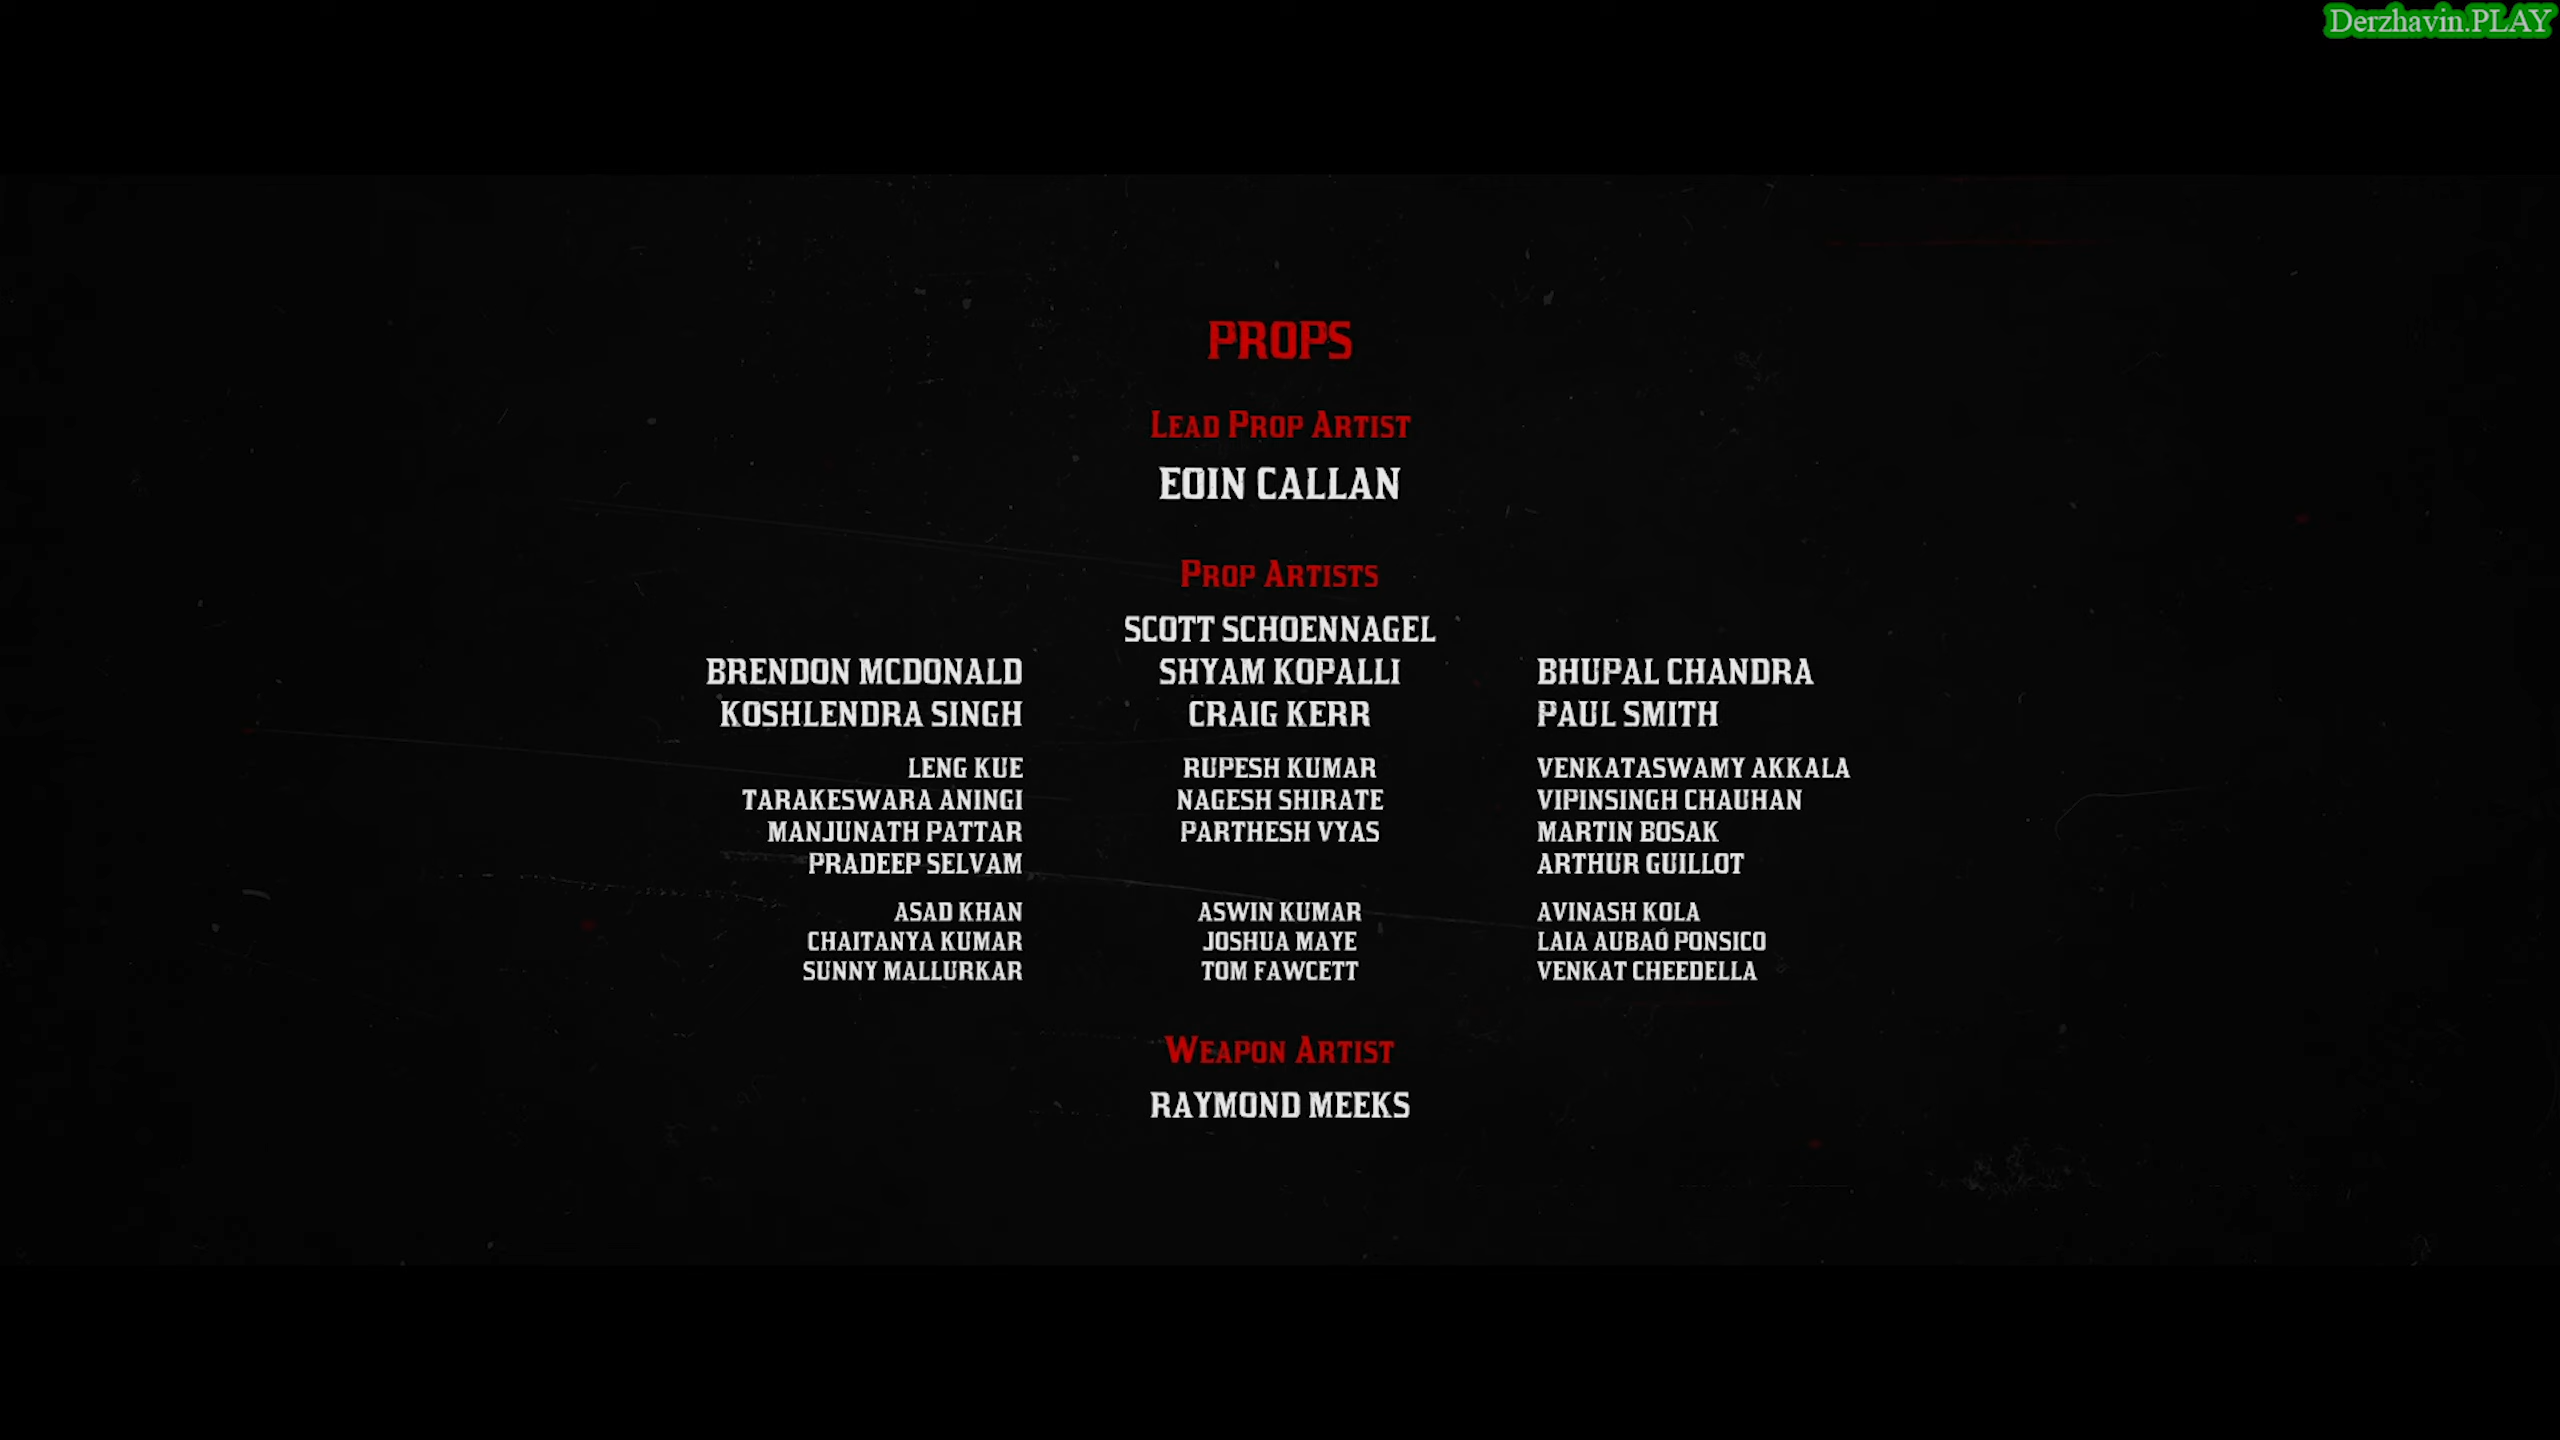 Derzhavin.PLAY
PROPS
LEAD PROP ARTIST
EOIN CALLAN
PROP ARTISTS
SCOTT SCHOENNAGEL
BRENDON MCDONALD SHYAM KOPALLI BHUPAL CHANDRA
KOSHLENDRA SINGH CRAIG KERR PAUL SMITH
LENG KUE RUPESH KUMAR VENKATASWAMY AKKALA
TARAKESWARA ANINGI NAGESH SHIRATE VIPINSINGH CHAUHAN
MANJUNATH PATTAR PARTHESH VYAS MARTIN BOSAK
PRADEEP SELVAM ARTHUR GUILLOT
ASAD KHAN ASWIN KUMAR AVINASH KOLA
CHAITANYA KUMAR JOSHUA MAYE LAIA AUBAÓ PONSICO
SUNNY MALLURKAR TOM FAWCETT VENKAT CHEEDELLA
WEAPON ARTIST
RAYMOND MEEKS